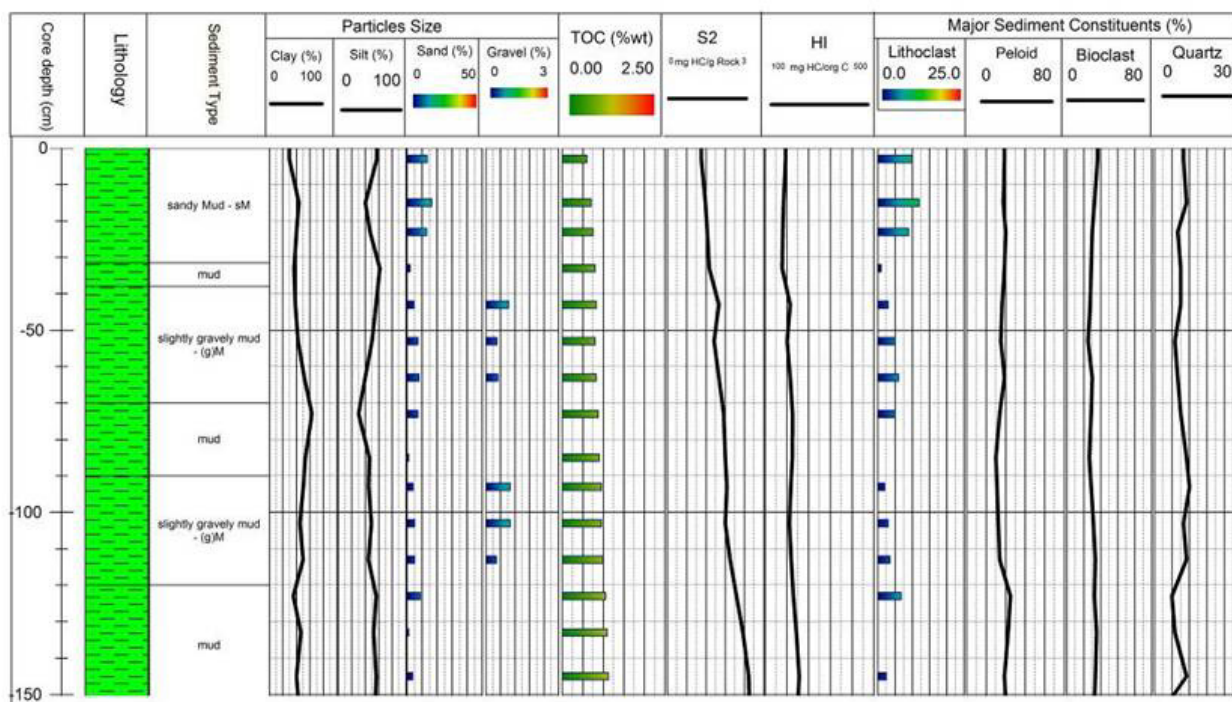 Core depth (cm)
Lithology
Sediment Type
Particles Size
Clay (%)
0 100
Silt (%)
0 100
Sand (%)
0 50
Gravel (%)
0 3
TOC (%wt)
0.00 2.50
S2
0 mg HC/g Rock 3
HI
100 mg HC/org C 500
Major Sediment Constituents (%)
Lithoclast
0.0 25.0
Peloid
0 80
Bioclast
0 80
Quartz
0 30
0
sandy Mud - sM
mud
-50
slightly gravely mud
- (g)M
mud
-100
slightly gravely mud
- (g)M
mud
-150